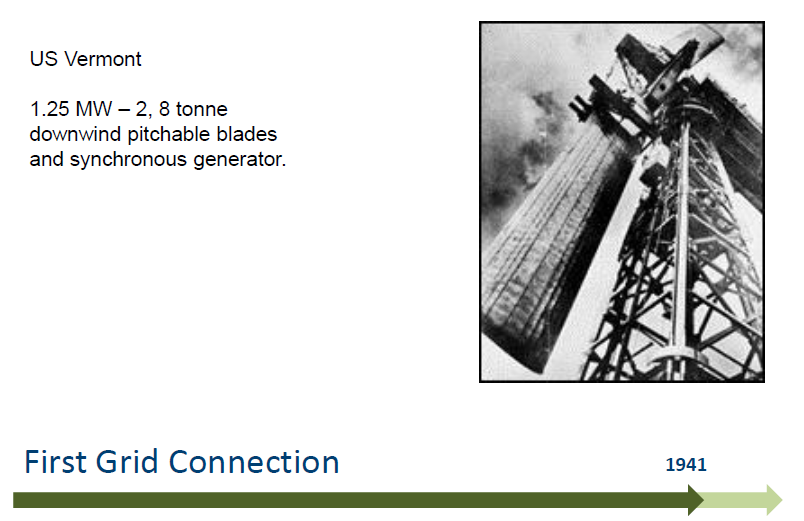 US Vermont
1.25 MW – 2, 8 tonne
downwind pitchable blades
and synchronous generator.
First Grid Connection
1941